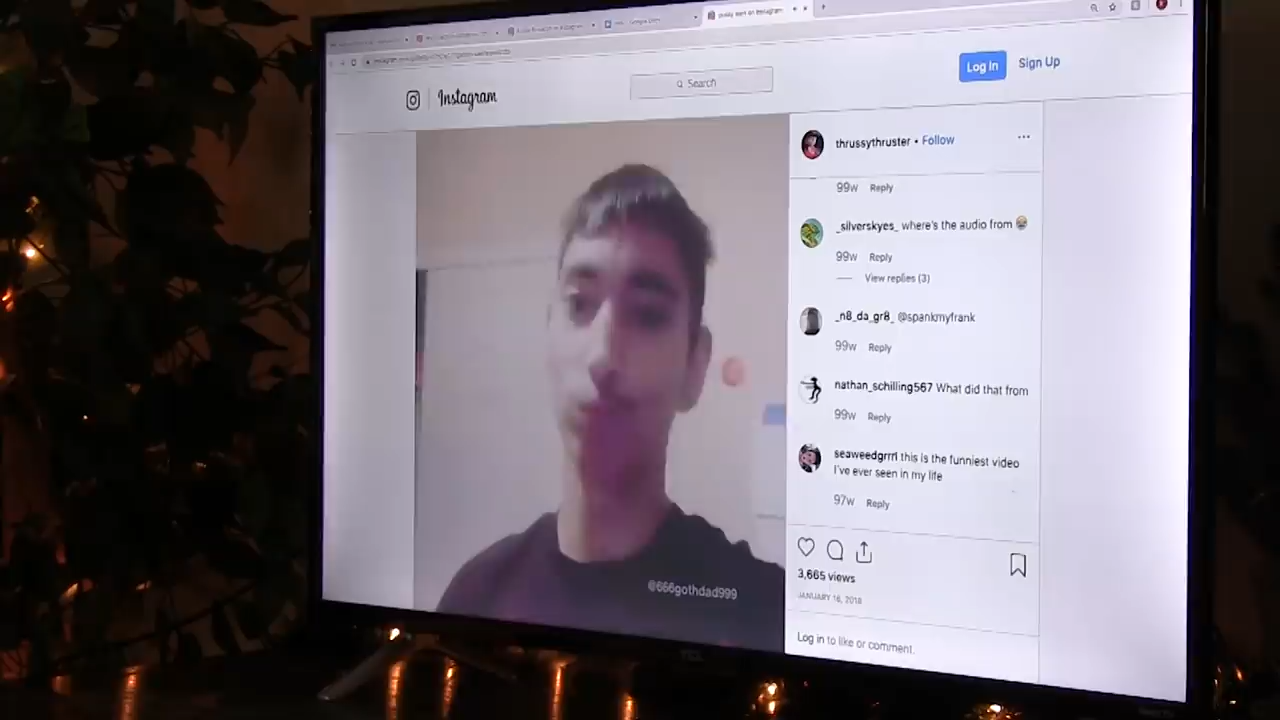 Instagram
Search
Log In
Sign Up
thrussythruster • Follow
99w Reply
_silverskyes_ where's the audio from 😂
99w Reply
View replies (3)
_n8_da_gr8_ @spankmyfrank
99w Reply
nathan_schilling567 What did that from
99w Reply
seaweedgrrrl this is the funniest video
I've ever seen in my life
97w Reply
@666gothdad999
3,665 views
JANUARY 16, 2018
Log in to like or comment.
TCL